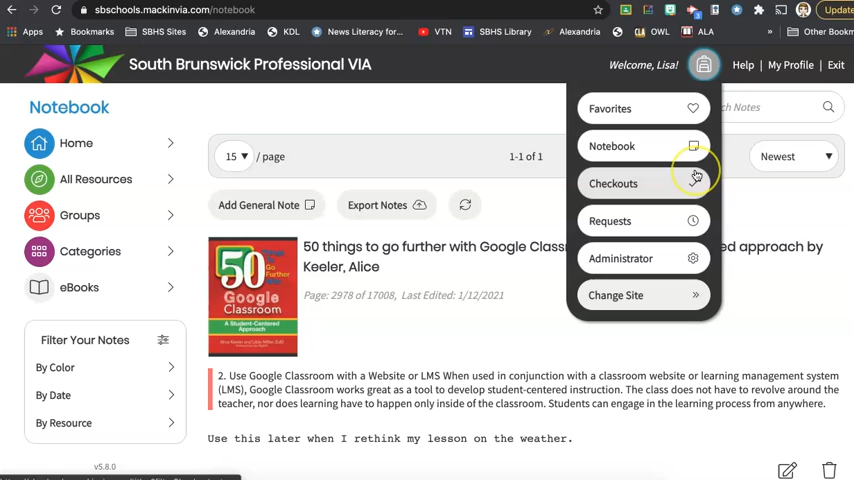 sbschools.mackinvia.com/notebook
Update
Apps
Bookmarks
SBHS Sites
Alexandria
KDL
News Literacy for...
VTN
SBHS Library
Alexandria
OWL
ALA
»
Other Bookm
South Brunswick Professional VIA
Welcome, Lisa!
Help | My Profile | Exit
Notebook
Home
All Resources
Groups
Categories
eBooks
Filter Your Notes
By Color
By Date
By Resource
v5.8.0
15 / page
1-1 of 1
ch Notes
Newest
Add General Note
Export Notes
Favorites
Notebook
Checkouts
Requests
Administrator
Change Site »
50
Google
Classroom
A Student-Centered
Approach
50 things to go further with Google Class ed approach by
Keeler, Alice
Page: 2978 of 17008, Last Edited: 1/12/2021
2. Use Google Classroom with a Website or LMS When used in conjunction with a classroom website or learning management system
(LMS), Google Classroom works great as a tool to develop student-centered instruction. The class does not have to revolve around the
teacher, nor does learning have to happen only inside of the classroom. Students can engage in the learning process from anywhere.
Use this later when I rethink my lesson on the weather.